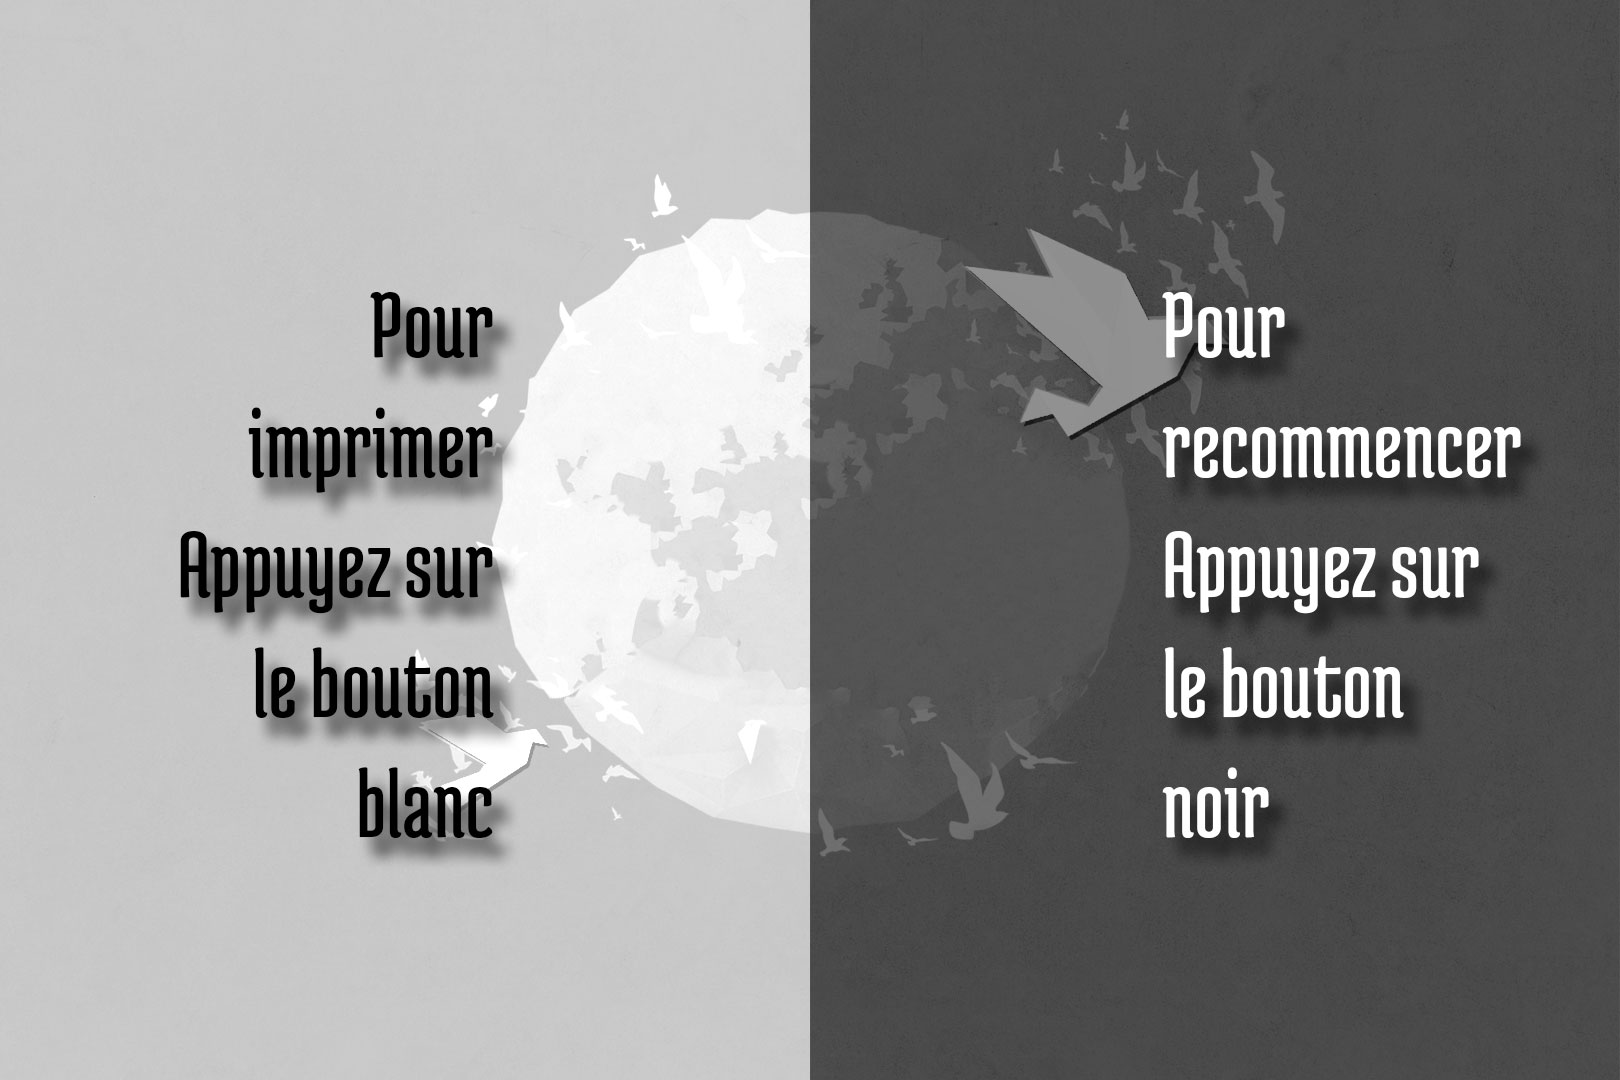 Pour
imprimer
Appuyez sur
le bouton
blanc
Pour
recommencer
Appuyez sur
le bouton
noir